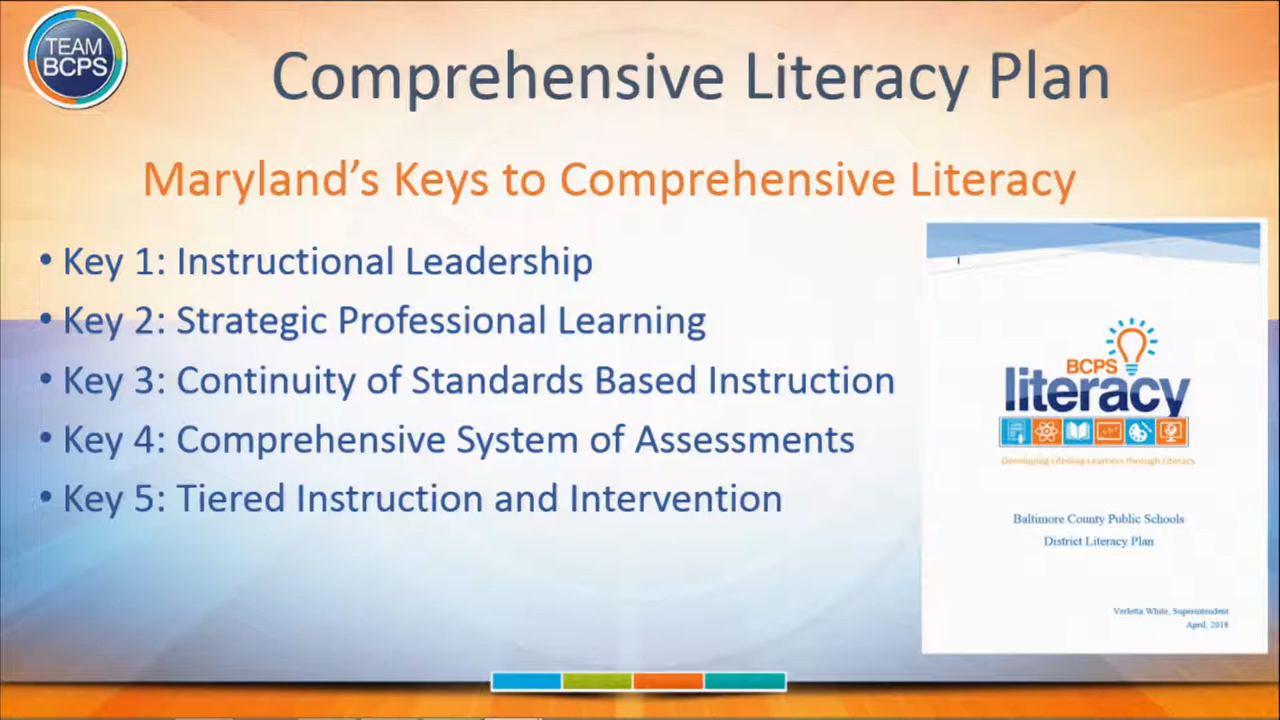 TEAM
BCPS
Comprehensive Literacy Plan
Maryland's Keys to Comprehensive Literacy
• Key 1: Instructional Leadership
• Key 2: Strategic Professional Learning
• Key 3: Continuity of Standards Based Instruction
• Key 4: Comprehensive System of Assessments
• Key 5: Tiered Instruction and Intervention
BCPS
literacy
Developing Lifelong Learners through Literacy
Baltimore County Public Schools
District Literacy Plan
Verletta White, Superintendent
April, 2018